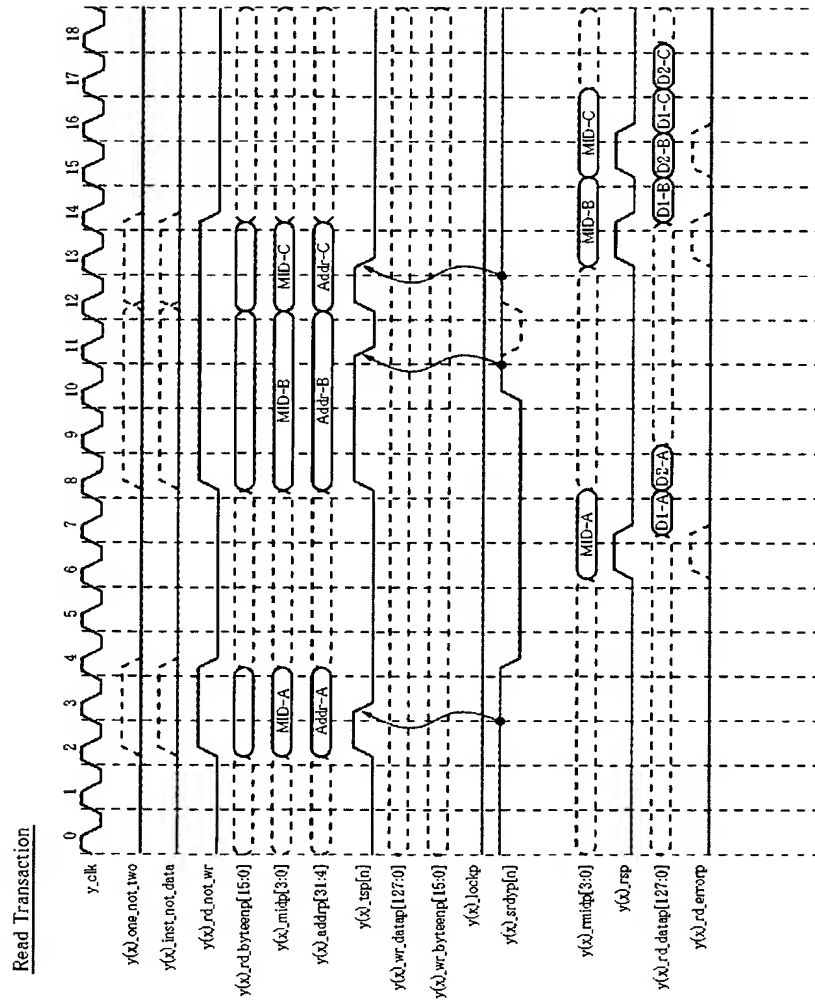 Read Transaction
0 1 2 3 4 5 6 7 8 9 10 11 12 13 14 15 16 17 18
y_clk
y(x)_one_not_two
y(x)_inst_not_data
y(x)_rd_not_wr
y(x)_rd_byteenp[15:0]
y(x)_midp[3:0] MID-A MID-B MID-C
y(x)_addrp[31:4] Addr-A Addr-B Addr-C
y(x)_tsp[n]
y(x)_wr_datap[127:0]
y(x)_wr_byteenp[15:0]
y(x)_lockp
y(x)_srdyp[n]
y(x)_rmidp[3:0] MID-A MID-B MID-C
y(x)_rsp
y(x)_rd_datap[127:0] D1-A D2-A D1-B D2-B D1-C D2-C
y(x)_rd_errorp